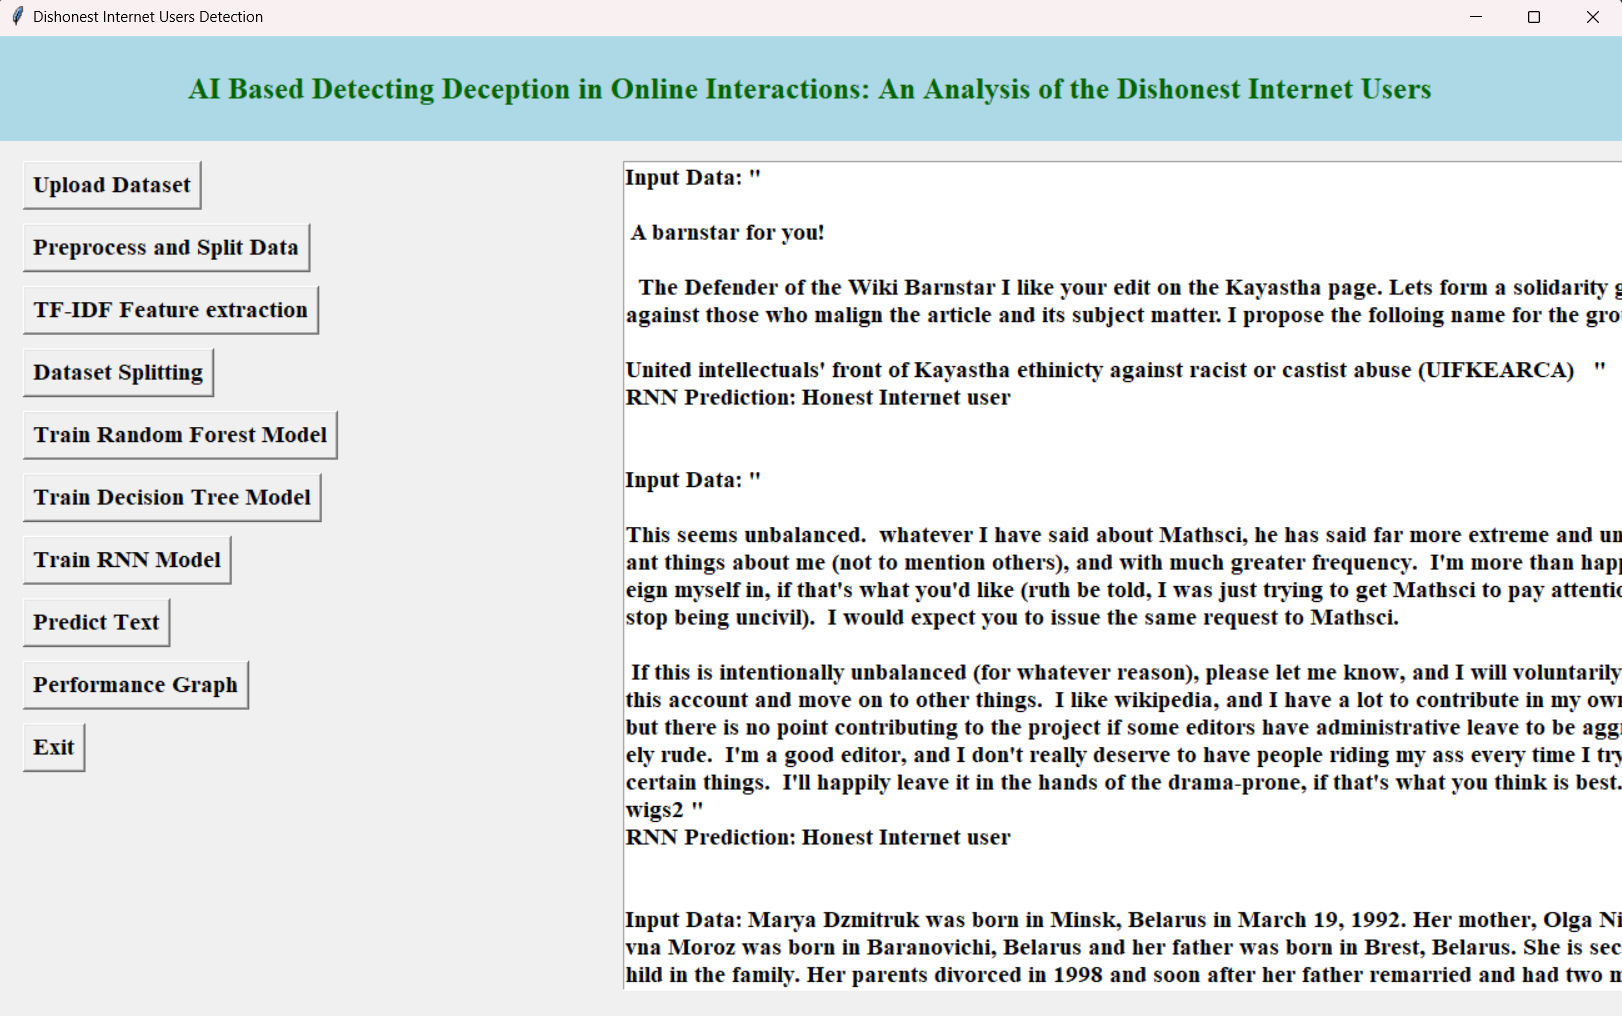 Dishonest Internet Users Detection
AI Based Detecting Deception in Online Interactions: An Analysis of the Dishonest Internet Users
Upload Dataset
Preprocess and Split Data
TF-IDF Feature extraction
Dataset Splitting
Train Random Forest Model
Train Decision Tree Model
Train RNN Model
Predict Text
Performance Graph
Exit
Input Data: "
A barnstar for you!
The Defender of the Wiki Barnstar I like your edit on the Kayastha page. Lets form a solidarity
against those who malign the article and its subject matter. I propose the folloing name for the
United intellectuals' front of Kayastha ethinicty against racist or castist abuse (UIFKEARCA) "
RNN Prediction: Honest Internet user
Input Data: "
This seems unbalanced. whatever I have said about Mathsci, he has said far more extreme and
ant things about me (not to mention others), and with much greater frequency. I'm more than
eign myself in, if that's what you'd like (ruth be told, I was just trying to get Mathsci to pay
stop being uncivil). I would expect you to issue the same request to Mathsci.
If this is intentionally unbalanced (for whatever reason), please let me know, and I will voluntarily
this account and move on to other things. I like wikipedia, and I have a lot to contribute in my
but there is no point contributing to the project if some editors have administrative leave to be
ely rude. I'm a good editor, and I don't really deserve to have people riding my ass every time I try
certain things. I'll happily leave it in the hands of the drama-prone, if that's what you think is best.
wigs2 "
RNN Prediction: Honest Internet user
Input Data: Marya Dzmitruk was born in Minsk, Belarus in March 19, 1992. Her mother, Olga
vna Moroz was born in Baranovichi, Belarus and her father was born in Brest, Belarus. She is
hild in the family. Her parents divorced in 1998 and soon after her father remarried and had two